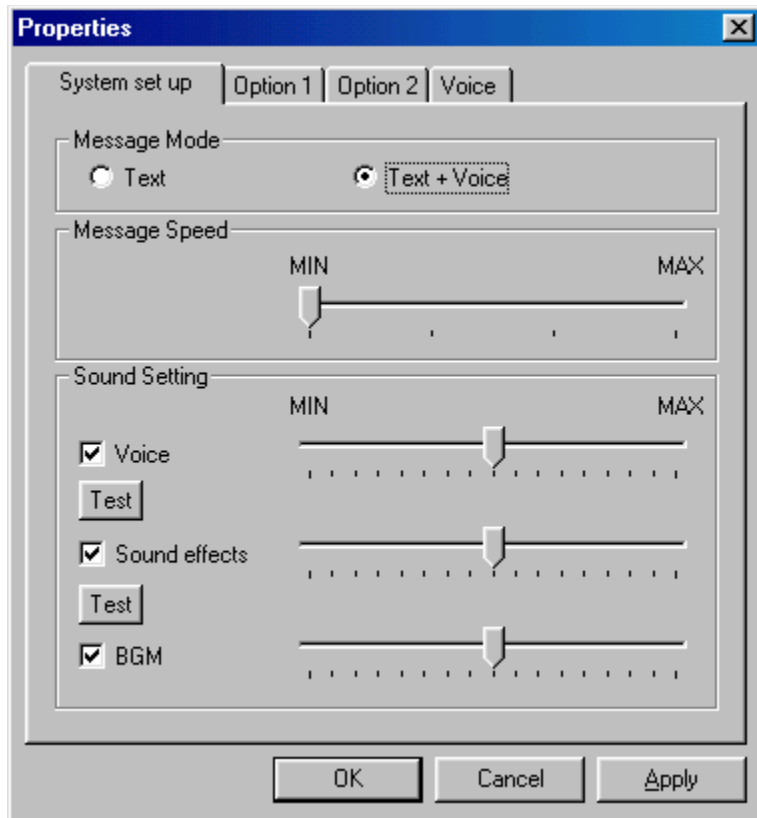 Properties
System set up Option 1 Option 2 Voice
Message Mode
Text Text + Voice
Message Speed
MIN MAX
Sound Setting
MIN MAX
Voice
Test
Sound effects
Test
BGM
OK Cancel Apply